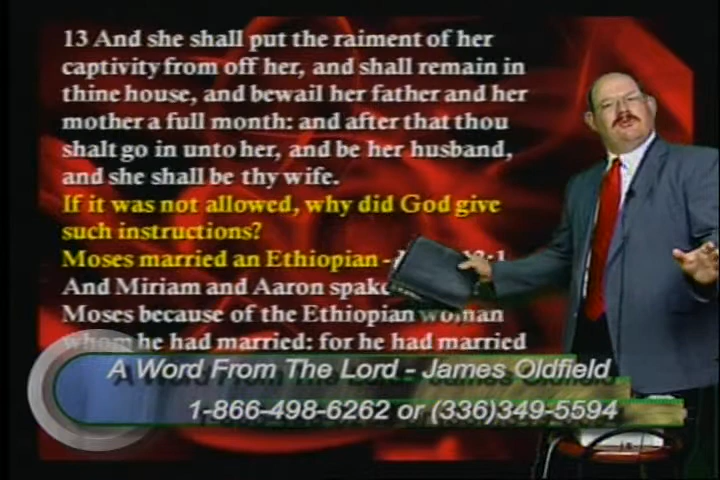 13 And she shall put the raiment of her
captivity from off her, and shall remain in
thine house, and bewail her father and her
mother a full month: and after that thou
shalt go in unto her, and be her husband,
and she shall be thy wife.
If it was not allowed, why did God give
such instructions?
Moses married an Ethiopian - :1
And Miriam and Aaron spake
Moses because of the Ethiopian woman
whom he had married: for he had married
A Word From The Lord - James Oldfield
1-866-498-6262 or (336)349-5594